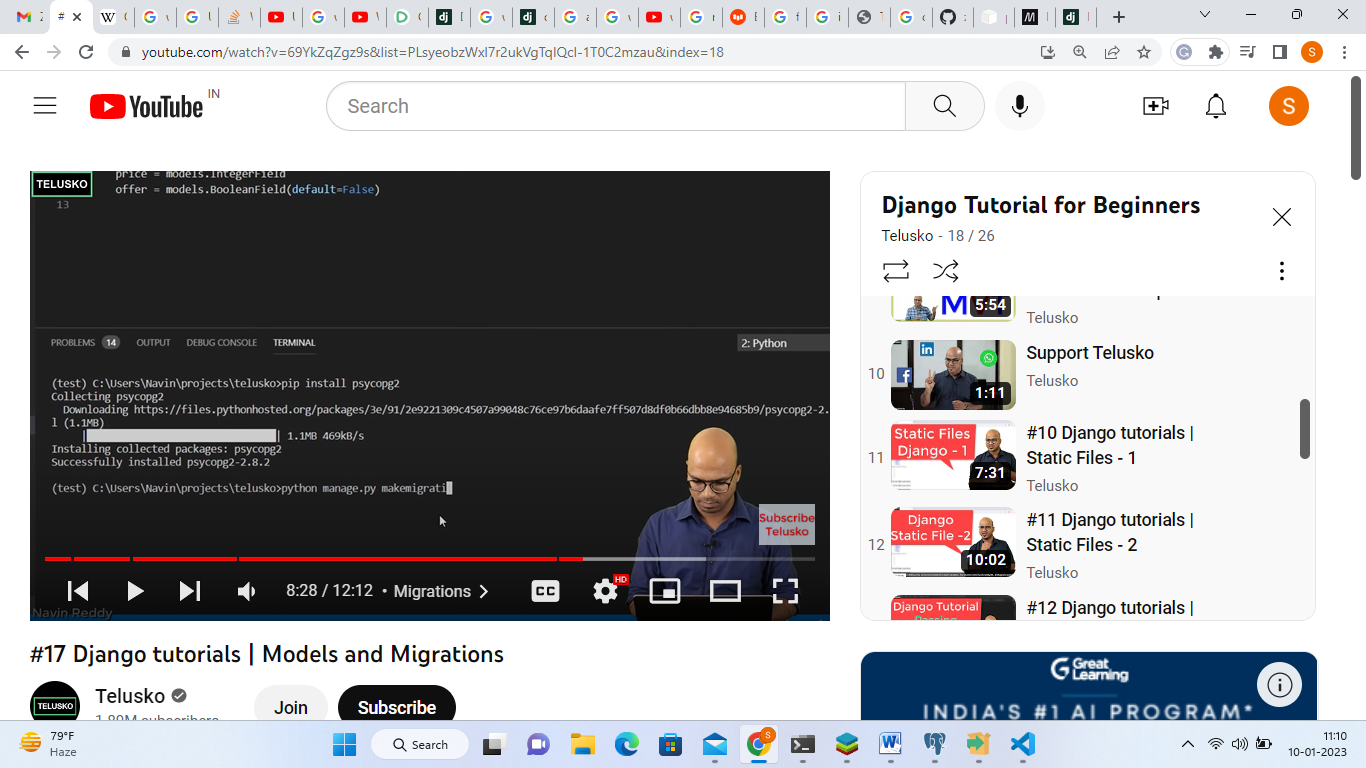 youtube.com/watch?v=69YkZqZgz9s&list=PLsyeobzWxl7r2ukVgTqIQcl-1T0C2mzau&index=18
S
YouTube IN
Search
S
TELUSKO
price = models.IntegerField
offer = models.BooleanField(default=False)
13
PROBLEMS 14 OUTPUT DEBUG CONSOLE TERMINAL 2: Python
(test) C:\Users\Navin\projects\telusko>pip install psycopg2
Collecting psycopg2
Downloading https://files.pythonhosted.org/packages/3e/91/2e9221309c4507a99048c76ce97b6daafe7ff507d8df0b66dbb8e94685b9/psycopg2-2.
l (1.1MB)
| | 1.1MB 469kB/s
Installing collected packages: psycopg2
Successfully installed psycopg2-2.8.2
(test) C:\Users\Navin\projects\telusko>python manage.py makemigrati
Subscribe
Telusko
8:28 / 12:12 • Migrations
CC
HD
Navin Reddy
#17 Django tutorials | Models and Migrations
TELUSKO
Telusko
1.89M subscribers
Join
Subscribe
Django Tutorial for Beginners
Telusko - 18 / 26
5:54
Telusko
10
in
1:11
Support Telusko
Telusko
11
Static Files
Django - 1
7:31
#10 Django tutorials |
Static Files - 1
Telusko
12
Django
Static File -2
10:02
#11 Django tutorials |
Static Files - 2
Telusko
Django Tutorial
Passing
#12 Django tutorials |
Great
Learning
INDIA'S #1 AI PROGRAM*
79°F
Haze
Search
S
11:10
10-01-2023